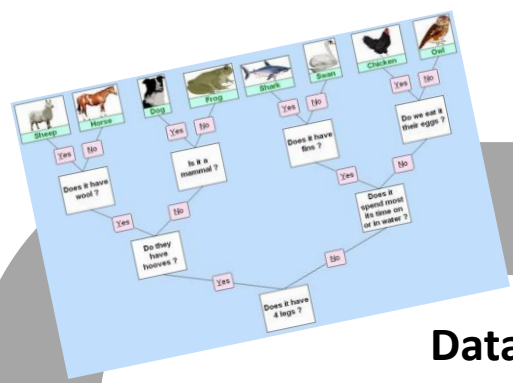 Sheep
Horse
Dog
Frog
Shark
Swan
Chicken
Owl
Yes
No
Yes
No
Yes
No
Yes
No
Does it have
wool ?
Is it a
mammal ?
Does it have
fins ?
Do we eat it
their eggs ?
Yes
No
Yes
No
Do they
have
hooves ?
Does it
spend most
its time on
or in water ?
Yes
No
Does it have
4 legs ?
Data